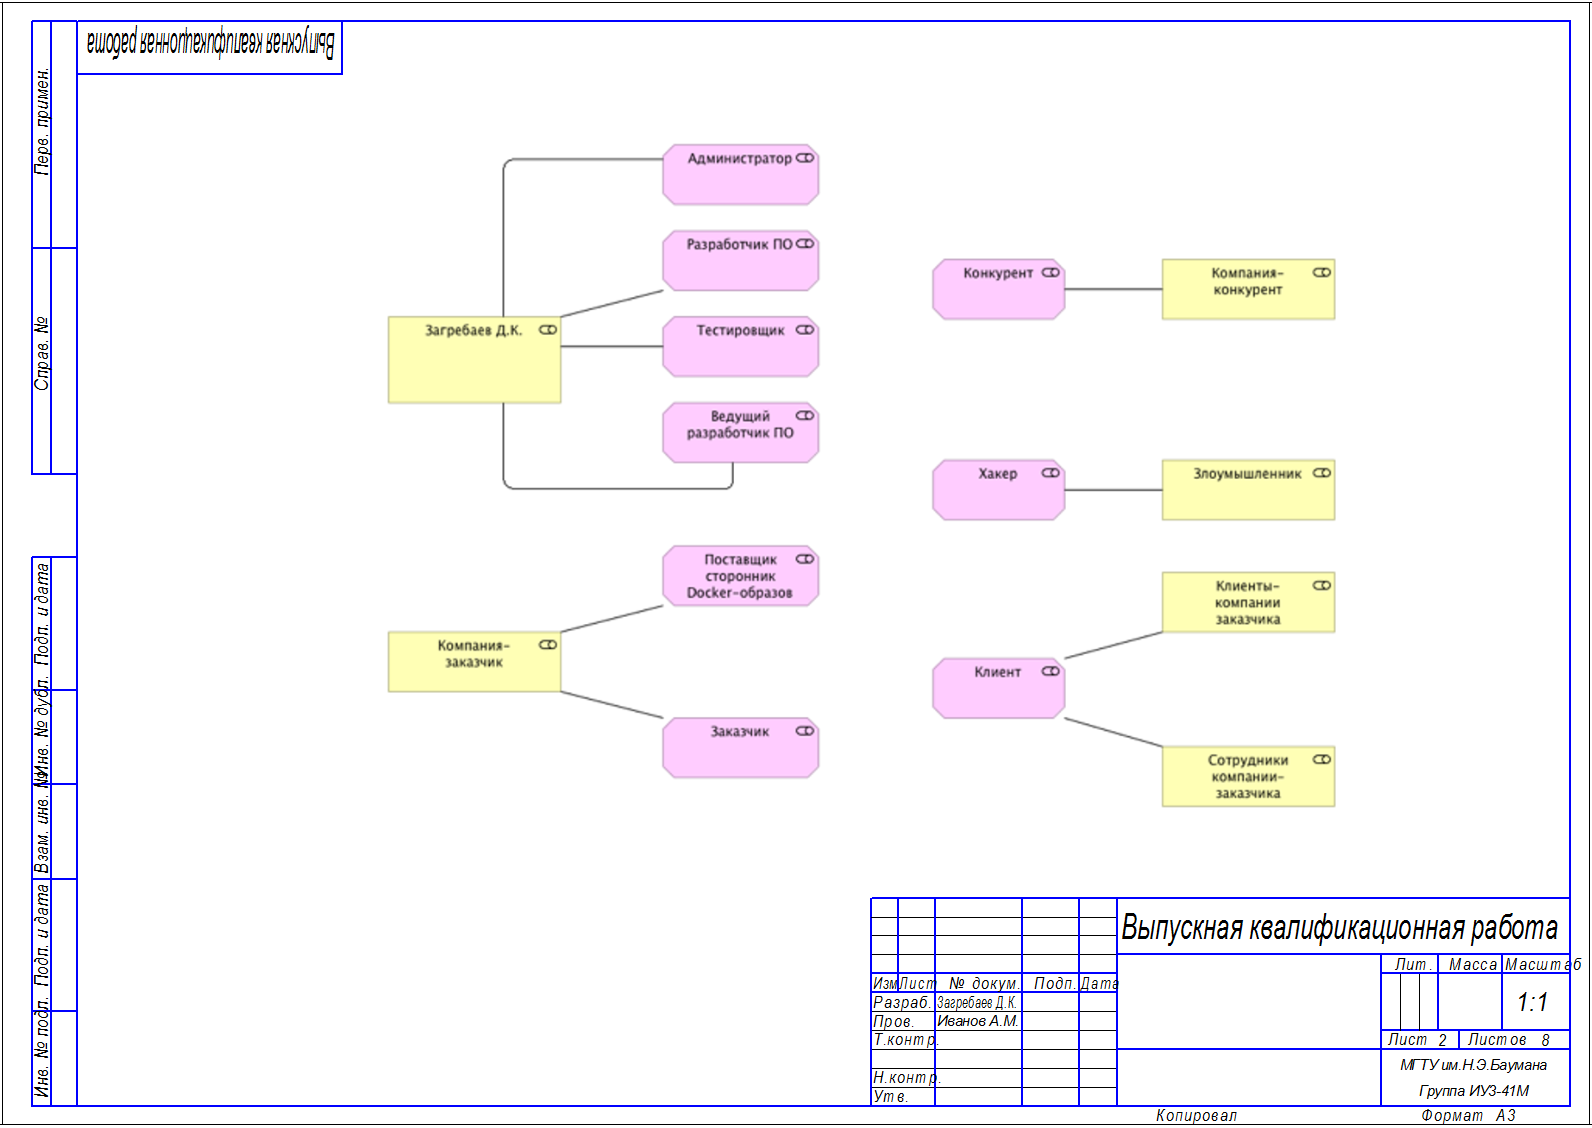 Выпускная квалификационная работа
Перв. примен.
Справ. №
Подп. и дата
Инв. № дубл.
Взам. инв. №
Подп. и дата
Инв. № подл.
Администратор
Разработчик ПО
Загребаев Д.К.
Тестировщик
Ведущий
разработчик ПО
Поставщик
сторонник
Docker-образов
Компания-
заказчик
Заказчик
Конкурент
Компания-
конкурент
Хакер
Злоумышленник
Клиенты-
компании
заказчика
Клиент
Сотрудники
компании-
заказчика
Выпускная квалификационная работа
Лит. Масса Масштаб
1:1
Изм Лист № докум. Подп. Дата
Разраб. Загребаев Д.К.
Пров. Иванов А.М.
Т.контр.
Н.контр.
Утв.
Лист 2 Листов 8
МГТУ им.Н.Э.Баумана
Группа ИУ3-41М
Копировал Формат А3